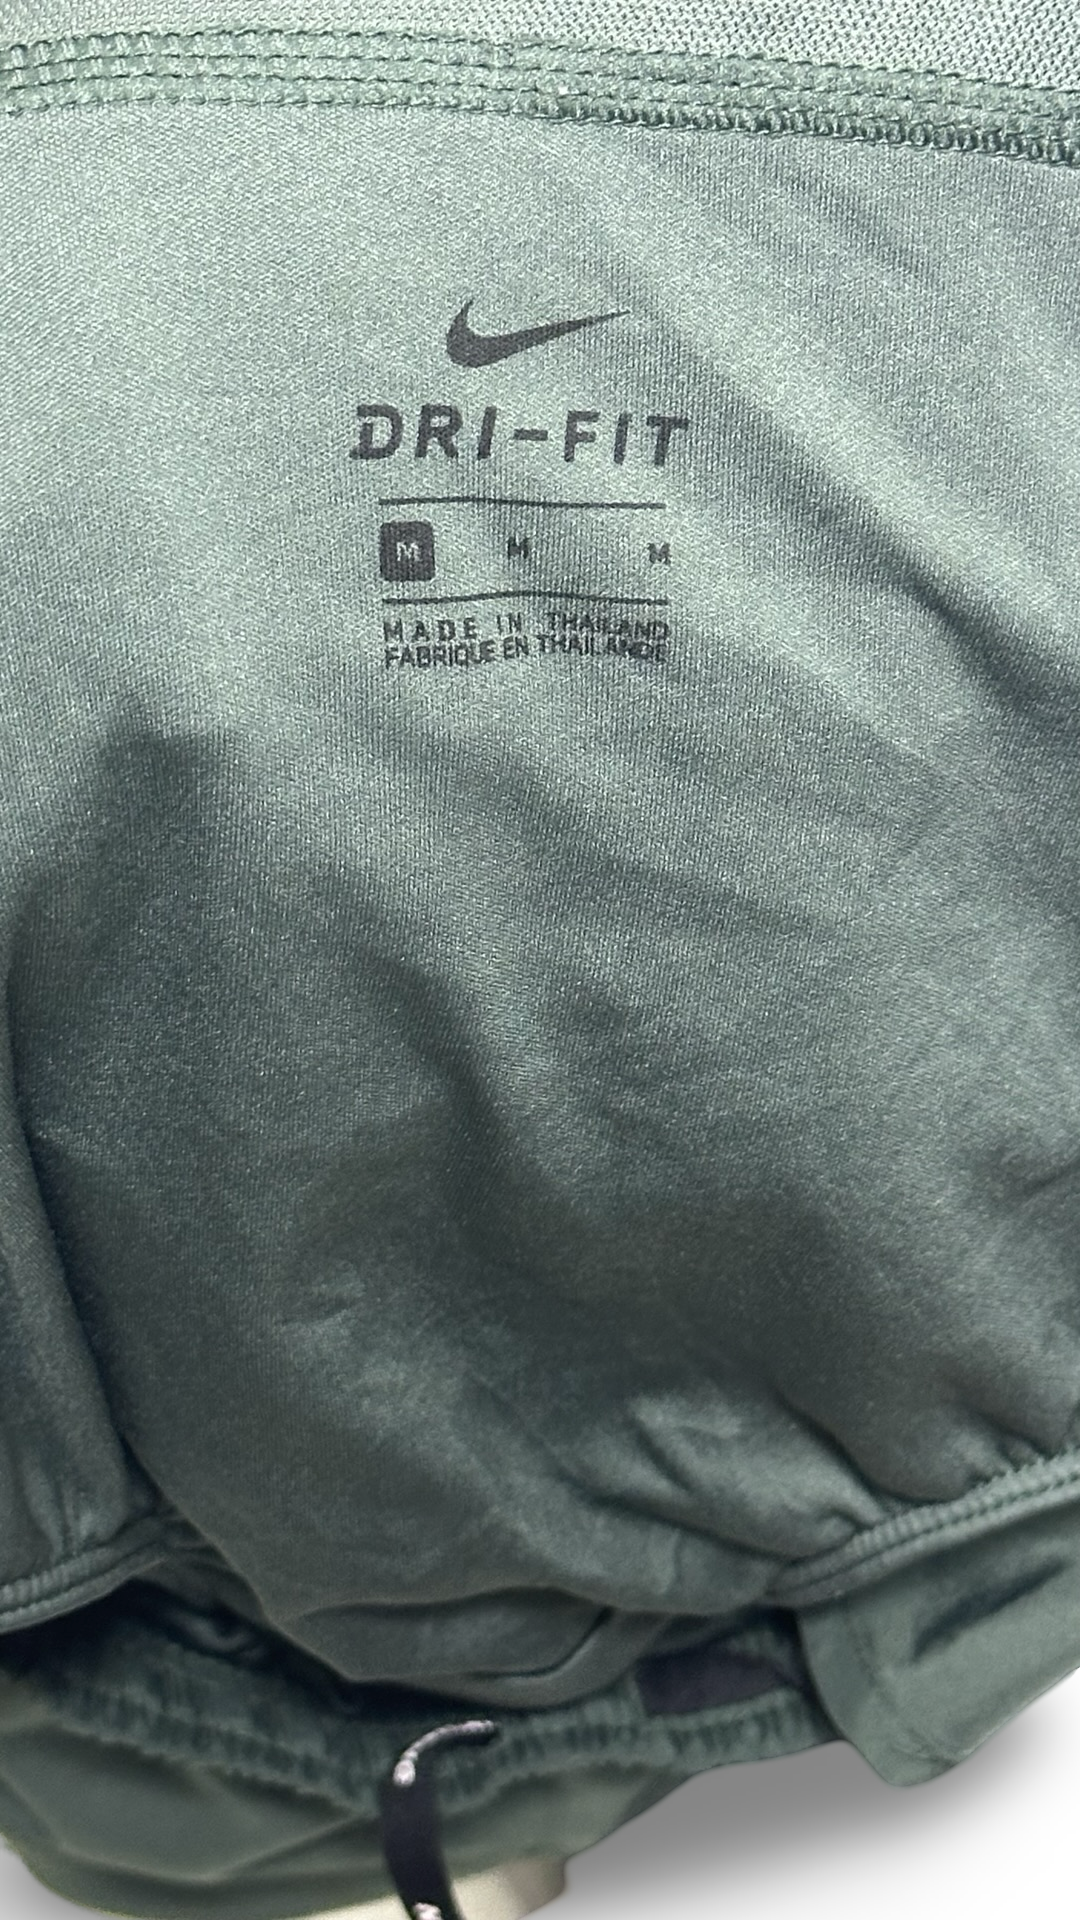 DRI-FIT
M M M
MADE IN THAILAND
FABRIQUE EN THAILANDE